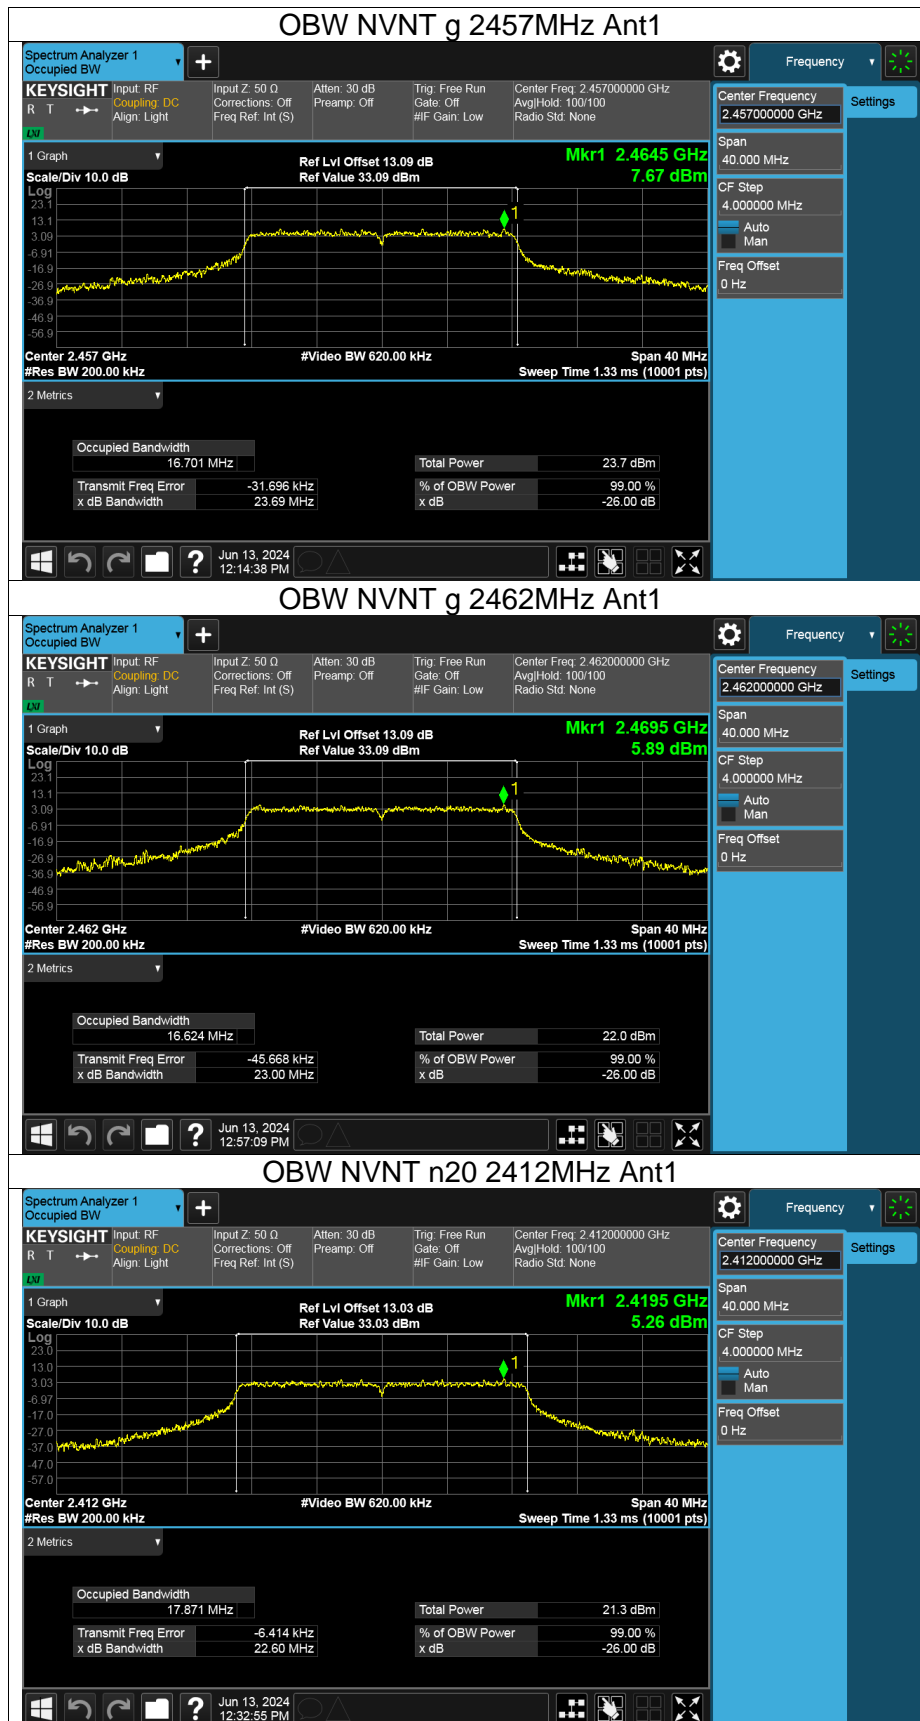 OBW NVNT g 2457MHz Ant1
Spectrum Analyzer 1
Occupied BW
Frequency
KEYSIGHT Input: RF Input Z: 50 Ω Atten: 30 dB Trig: Free Run Center Freq: 2.457000000 GHz
R T Coupling: DC Corrections: Off Preamp: Off Gate: Off Avg|Hold: 100/100
Align: Light Freq Ref: Int (S) #IF Gain: Low Radio Std: None
LXI
Center Frequency
2.457000000 GHz
Settings
Span
40.000 MHz
CF Step
4.000000 MHz
Auto
Man
Freq Offset
0 Hz
1 Graph Ref Lvl Offset 13.09 dB Mkr1 2.4645 GHz
Scale/Div 10.0 dB Ref Value 33.09 dBm 7.67 dBm
Log
23.1
13.1
3.09
-6.91
-16.9
-26.9
-36.9
-46.9
-56.9
1
Center 2.457 GHz #Video BW 620.00 kHz Span 40 MHz
#Res BW 200.00 kHz Sweep Time 1.33 ms (10001 pts)
2 Metrics
Occupied Bandwidth
16.701 MHz Total Power 23.7 dBm
Transmit Freq Error -31.696 kHz % of OBW Power 99.00 %
x dB Bandwidth 23.69 MHz x dB -26.00 dB
? Jun 13, 2024
12:14:38 PM
OBW NVNT g 2462MHz Ant1
Spectrum Analyzer 1
Occupied BW
Frequency
KEYSIGHT Input: RF Input Z: 50 Ω Atten: 30 dB Trig: Free Run Center Freq: 2.462000000 GHz
R T Coupling: DC Corrections: Off Preamp: Off Gate: Off Avg|Hold: 100/100
Align: Light Freq Ref: Int (S) #IF Gain: Low Radio Std: None
LXI
Center Frequency
2.462000000 GHz
Settings
Span
40.000 MHz
CF Step
4.000000 MHz
Auto
Man
Freq Offset
0 Hz
1 Graph Ref Lvl Offset 13.09 dB Mkr1 2.4695 GHz
Scale/Div 10.0 dB Ref Value 33.09 dBm 5.89 dBm
Log
23.1
13.1
3.09
-6.91
-16.9
-26.9
-36.9
-46.9
-56.9
1
Center 2.462 GHz #Video BW 620.00 kHz Span 40 MHz
#Res BW 200.00 kHz Sweep Time 1.33 ms (10001 pts)
2 Metrics
Occupied Bandwidth
16.624 MHz Total Power 22.0 dBm
Transmit Freq Error -45.668 kHz % of OBW Power 99.00 %
x dB Bandwidth 23.00 MHz x dB -26.00 dB
? Jun 13, 2024
12:57:09 PM
OBW NVNT n20 2412MHz Ant1
Spectrum Analyzer 1
Occupied BW
Frequency
KEYSIGHT Input: RF Input Z: 50 Ω Atten: 30 dB Trig: Free Run Center Freq: 2.412000000 GHz
R T Coupling: DC Corrections: Off Preamp: Off Gate: Off Avg|Hold: 100/100
Align: Light Freq Ref: Int (S) #IF Gain: Low Radio Std: None
LXI
Center Frequency
2.412000000 GHz
Settings
Span
40.000 MHz
CF Step
4.000000 MHz
Auto
Man
Freq Offset
0 Hz
1 Graph Ref Lvl Offset 13.03 dB Mkr1 2.4195 GHz
Scale/Div 10.0 dB Ref Value 33.03 dBm 5.26 dBm
Log
23.0
13.0
3.03
-6.97
-17.0
-27.0
-37.0
-47.0
-57.0
1
Center 2.412 GHz #Video BW 620.00 kHz Span 40 MHz
#Res BW 200.00 kHz Sweep Time 1.33 ms (10001 pts)
2 Metrics
Occupied Bandwidth
17.871 MHz Total Power 21.3 dBm
Transmit Freq Error -6.414 kHz % of OBW Power 99.00 %
x dB Bandwidth 22.60 MHz x dB -26.00 dB
? Jun 13, 2024
12:32:55 PM